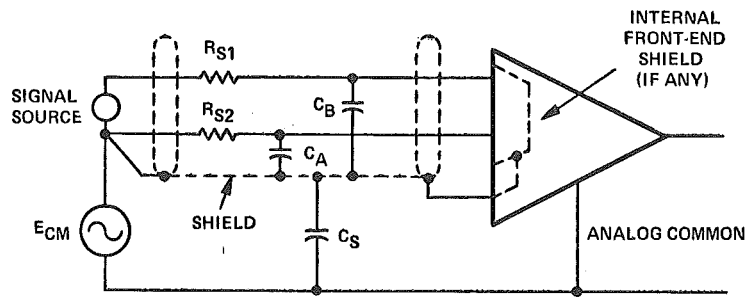 INTERNAL
FRONT-END
SHIELD
(IF ANY)
RS1
SIGNAL
SOURCE
RS2
CB
CA
SHIELD
ECM
CS
ANALOG COMMON